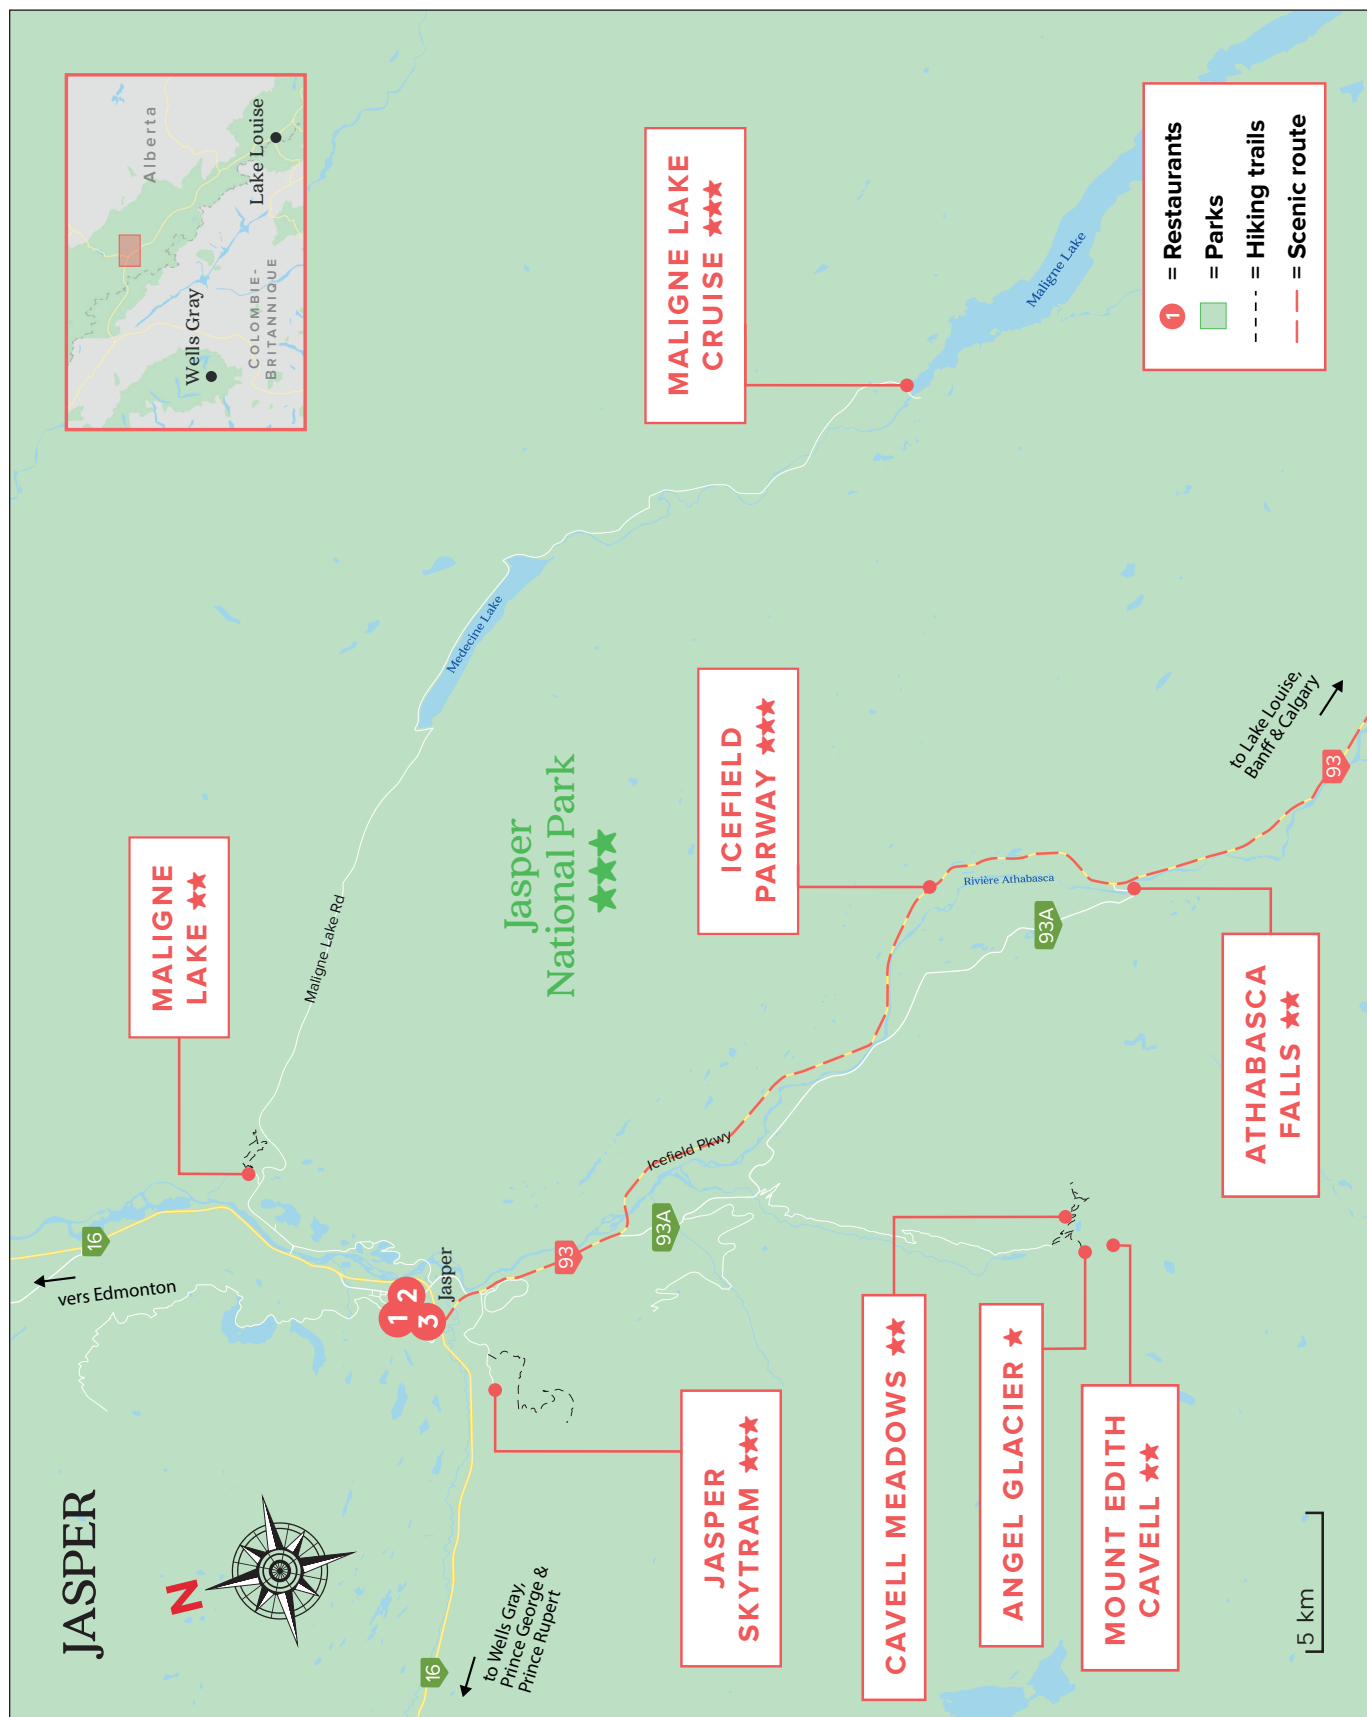 JASPER
N
Wells Gray
COLOMBIE-
BRITANNIQUE
Alberta
Lake Louise
16
vers Edmonton
MALIGNE
LAKE ★★
Maligne Lake Rd
Medecine Lake
Jasper
National Park
★★★
MALIGNE LAKE
CRUISE ★★★
Maligne Lake
1 = Restaurants
= Parks
= Hiking trails
= Scenic route
1
2
3
Jasper
93
93A
Icefield Pkwy
ICEFIELD
PARWAY ★★★
Rivière Athabasca
93A
to Lake Louise,
Banff & Calgary
93
ATHABASCA
FALLS ★★
16
to Wells Gray,
Prince George &
Prince Rupert
JASPER
SKYTRAM ★★★
CAVELL MEADOWS ★★
ANGEL GLACIER ★
MOUNT EDITH
CAVELL ★★
5 km